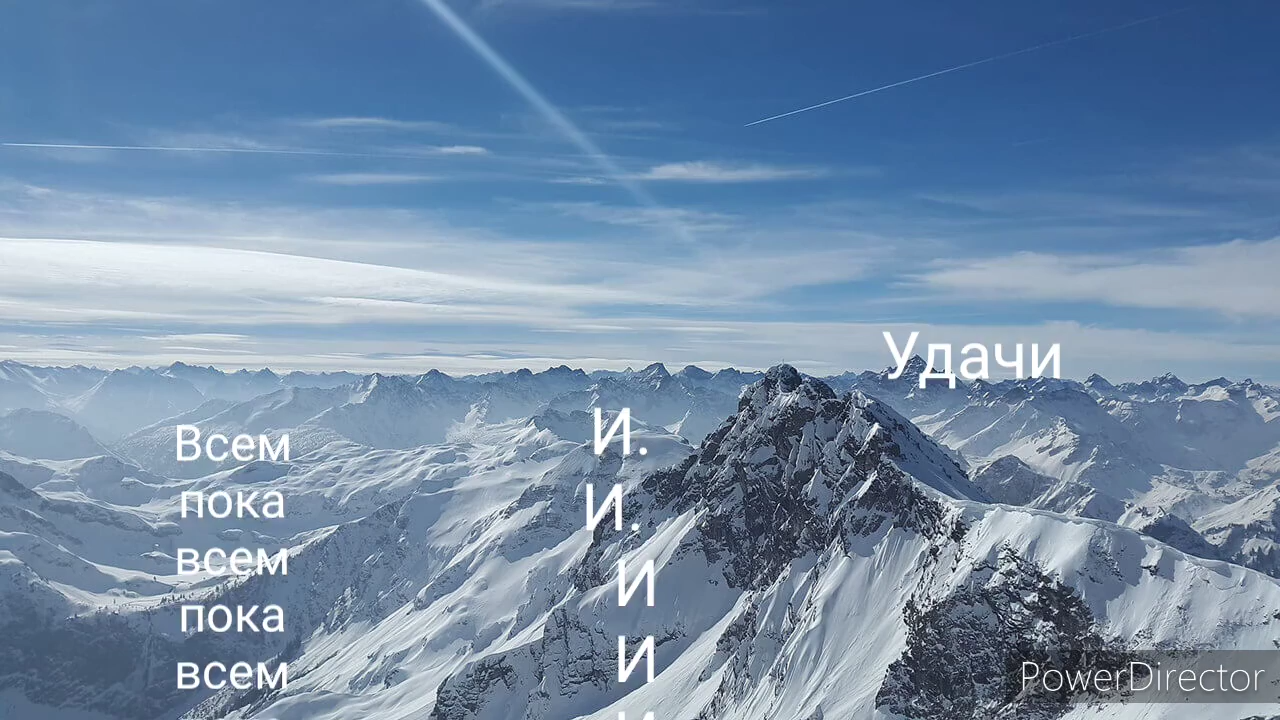 Удачи
Всем
пока
всем
пока
всем
И.
И.
И
И
PowerDirector